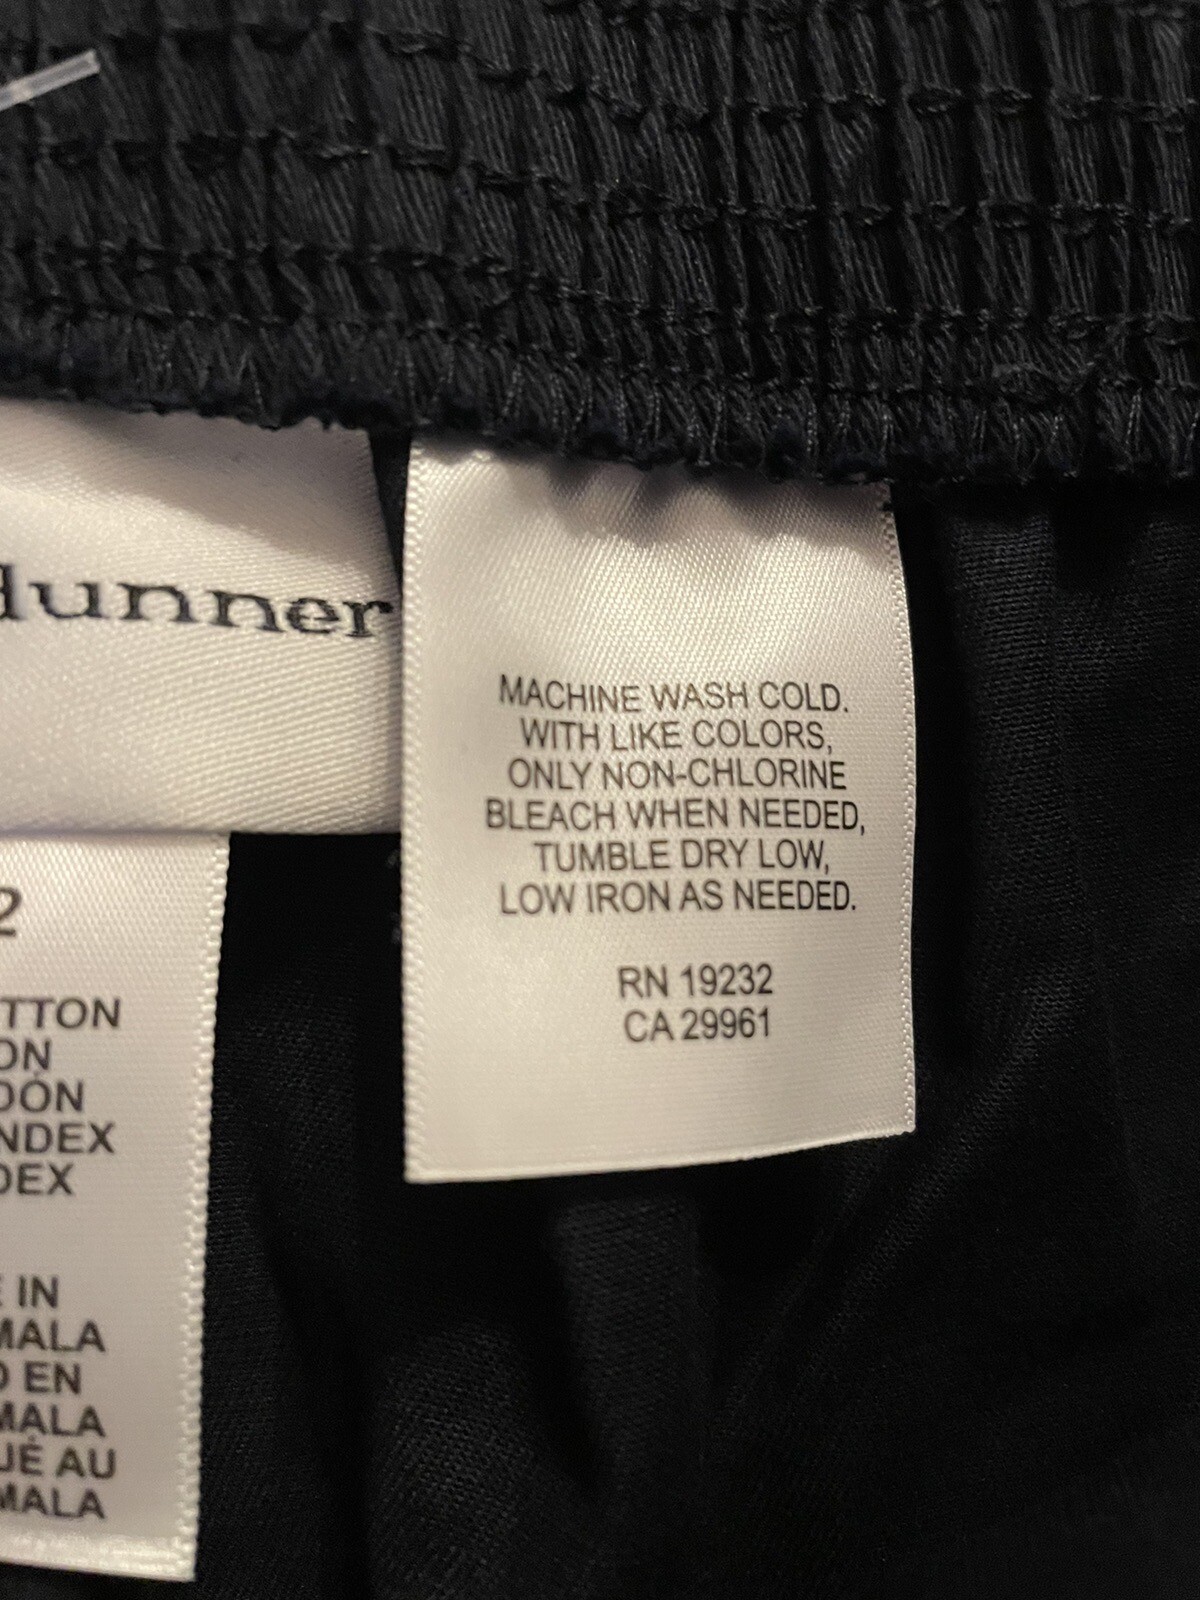 dunner
MACHINE WASH COLD.
WITH LIKE COLORS,
ONLY NON-CHLORINE
BLEACH WHEN NEEDED,
TUMBLE DRY LOW,
LOW IRON AS NEEDED.
RN 19232
CA 29961
2
TTON
ON
DÓN
NDEX
DEX
E IN
MALA
O EN
MALA
UÉ AU
MALA